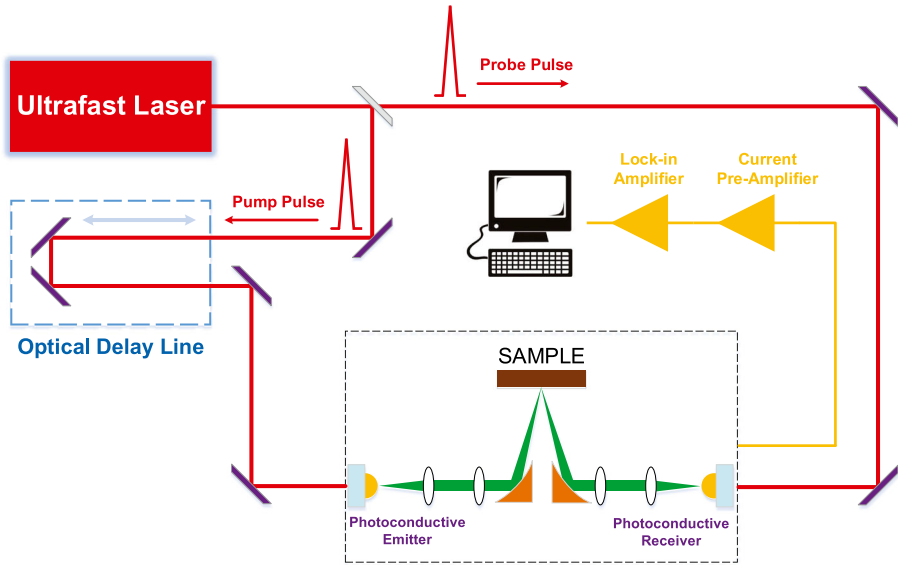 Probe Pulse
Ultrafast Laser
Lock-in
Amplifier
Current
Pre-Amplifier
Pump Pulse
Optical Delay Line
SAMPLE
Photoconductive
Emitter
Photoconductive
Receiver